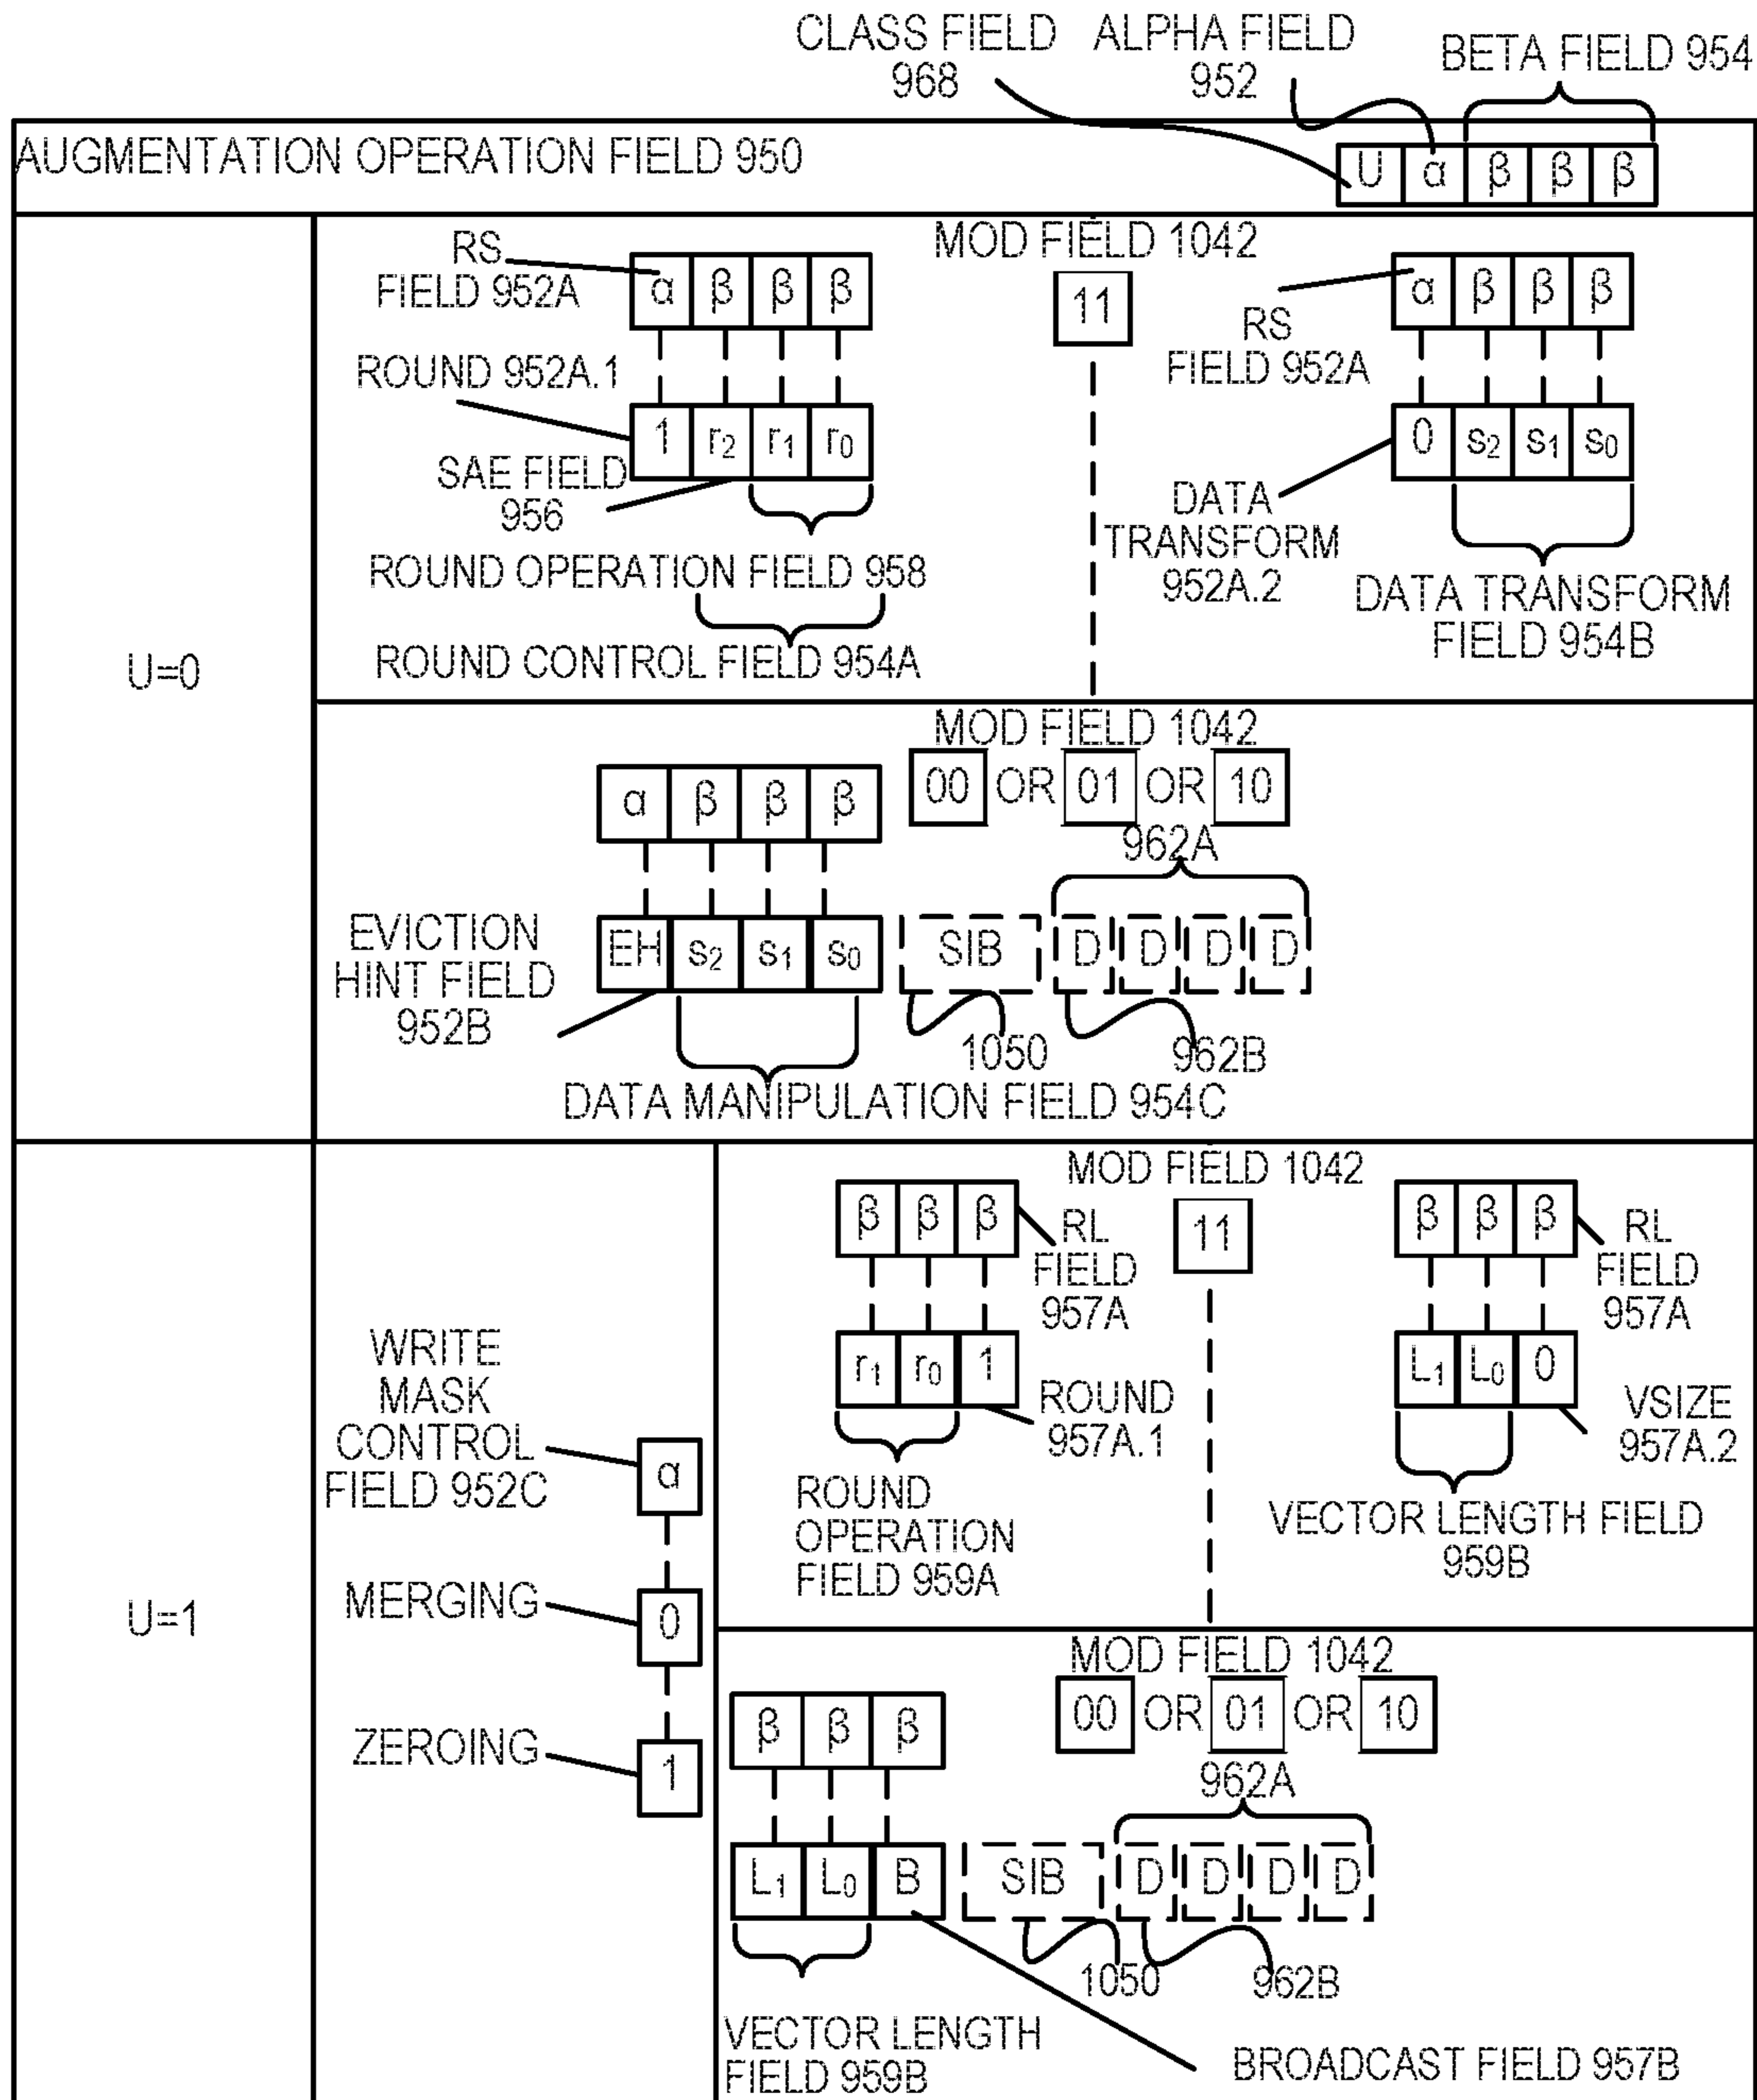 CLASS FIELD 968
ALPHA FIELD 952
BETA FIELD 954
AUGMENTATION OPERATION FIELD 950
U α β β β
U=0
MOD FIELD 1042
11
RS FIELD 952A
α β β β
ROUND 952A.1
1 r₂ r₁ r₀
SAE FIELD 956
ROUND OPERATION FIELD 958
ROUND CONTROL FIELD 954A
α β β β
RS FIELD 952A
0 s₂ s₁ s₀
DATA TRANSFORM 952A.2
DATA TRANSFORM FIELD 954B
MOD FIELD 1042
00 OR 01 OR 10
α β β β
962A
EVICTION HINT FIELD 952B
EH s₂ s₁ s₀ SIB D D D D
1050
962B
DATA MANIPULATION FIELD 954C
U=1
WRITE MASK CONTROL FIELD 952C
α
MERGING
0
ZEROING
1
MOD FIELD 1042
11
β β β
RL FIELD 957A
r₁ r₀ 1
ROUND 957A.1
ROUND OPERATION FIELD 959A
β β β
RL FIELD 957A
L₁ L₀ 0
VSIZE 957A.2
VECTOR LENGTH FIELD 959B
MOD FIELD 1042
00 OR 01 OR 10
β β β
962A
L₁ L₀ B SIB D D D D
1050
962B
VECTOR LENGTH FIELD 959B
BROADCAST FIELD 957B